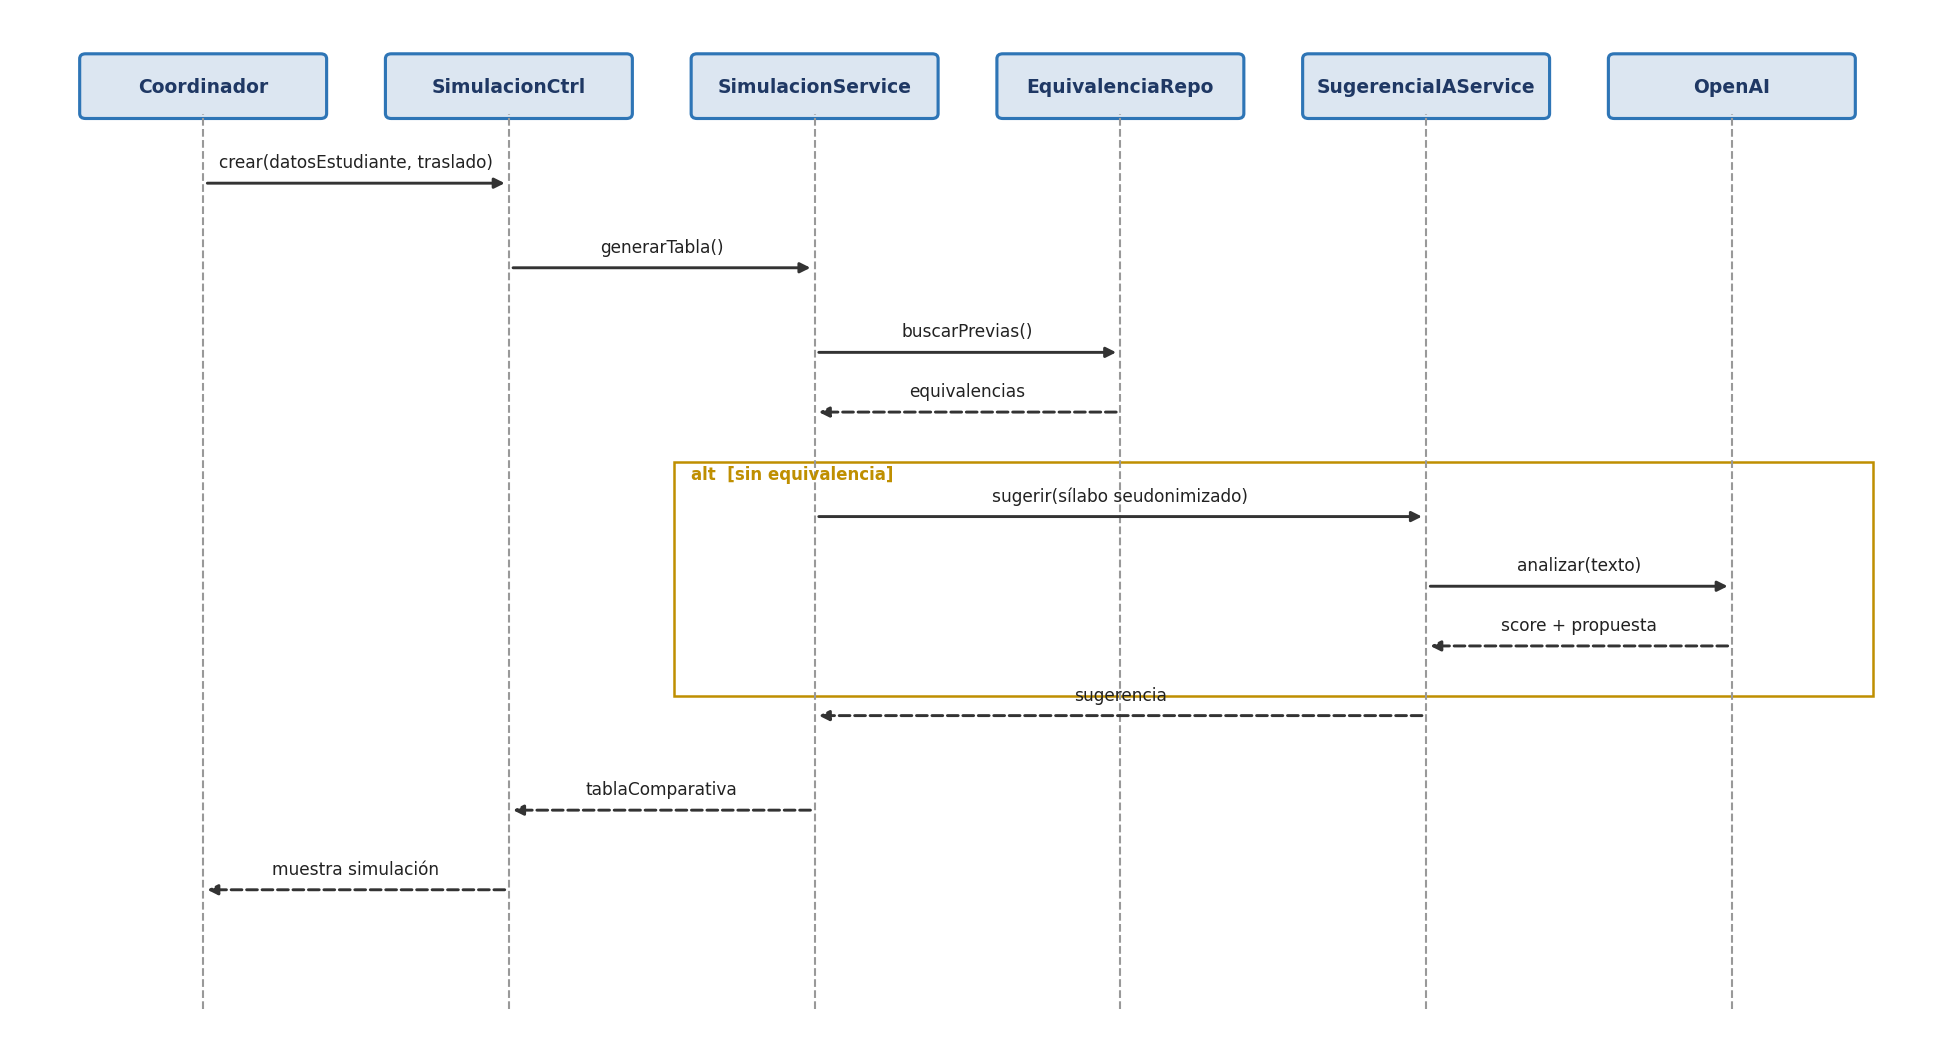 Coordinador
SimulacionCtrl
SimulacionService
EquivalenciaRepo
SugerenciaIAService
OpenAI
crear(datosEstudiante, traslado)
generarTabla()
buscarPrevias()
equivalencias
alt [sin equivalencia]
sugerir(sílabo seudonimizado)
analizar(texto)
score + propuesta
sugerencia
tablaComparativa
muestra simulación